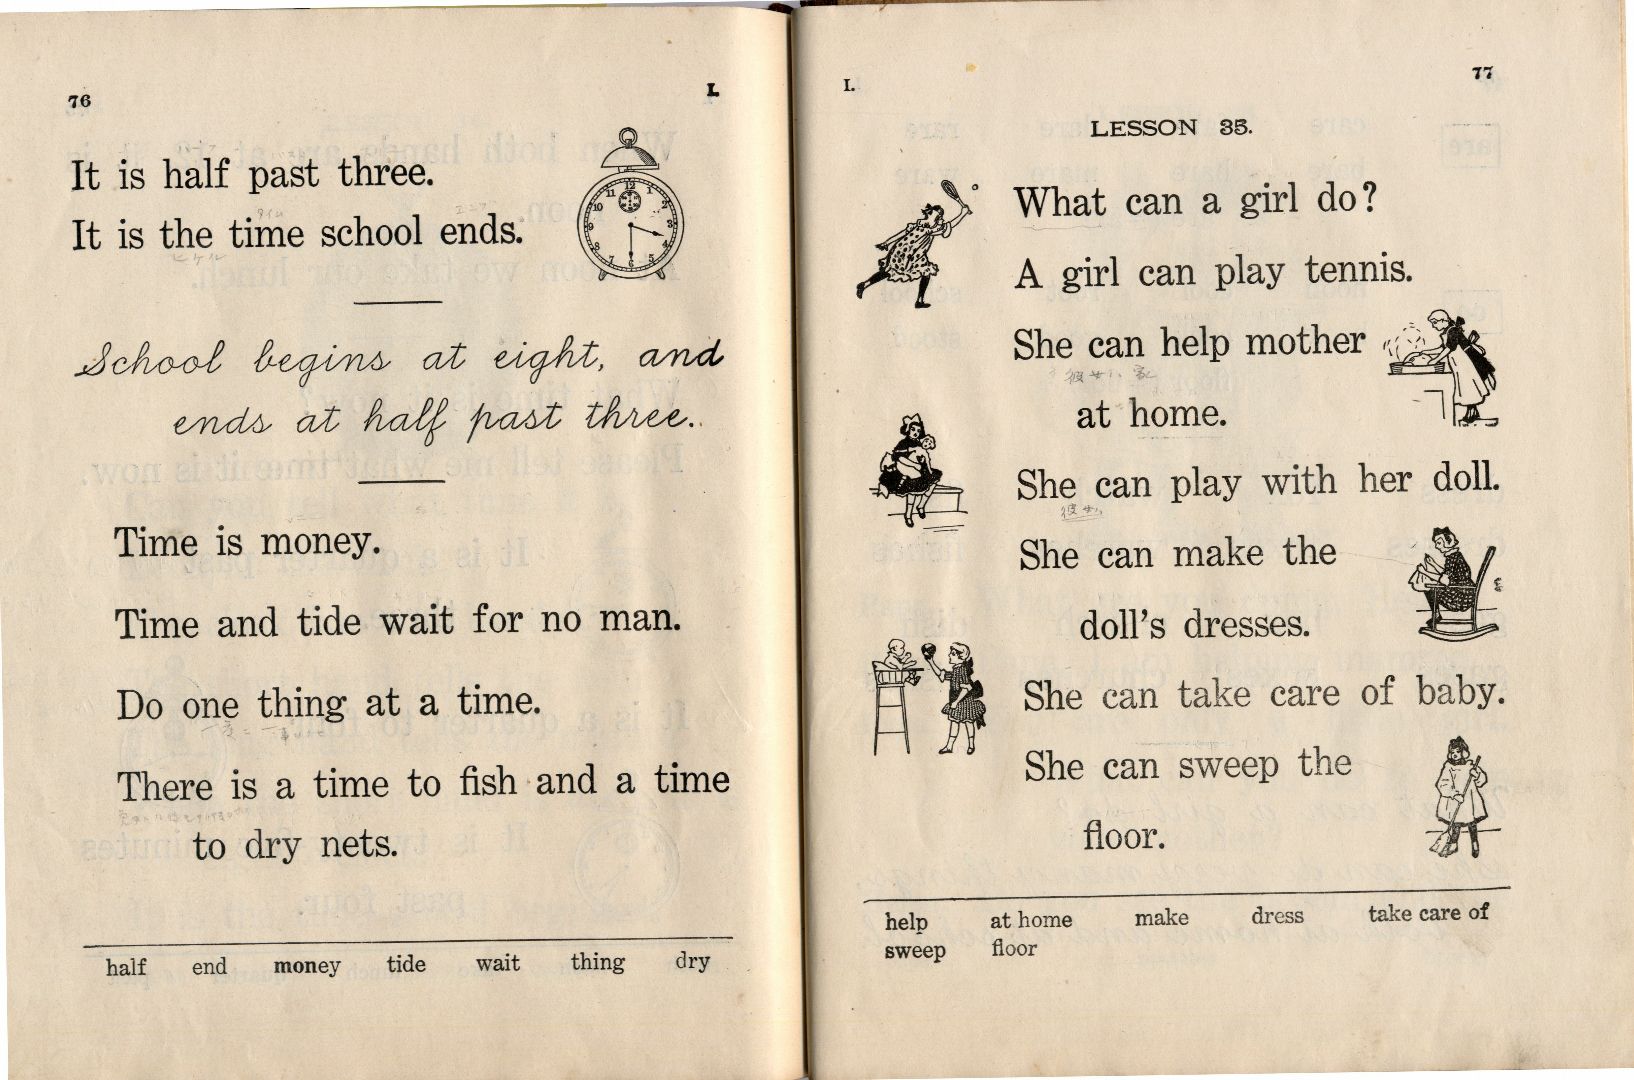 76
I.
It is half past three.
It is the time school ends.
School begins at eight, and
ends at half past three.
Time is money.
Time and tide wait for no man.
Do one thing at a time.
There is a time to fish and a time
to dry nets.
half end money tide wait thing dry
I.
77
LESSON 35.
What can a girl do?
A girl can play tennis.
She can help mother
at home.
She can play with her doll.
She can make the
doll's dresses.
She can take care of baby.
She can sweep the
floor.
help at home make dress take care of
sweep floor